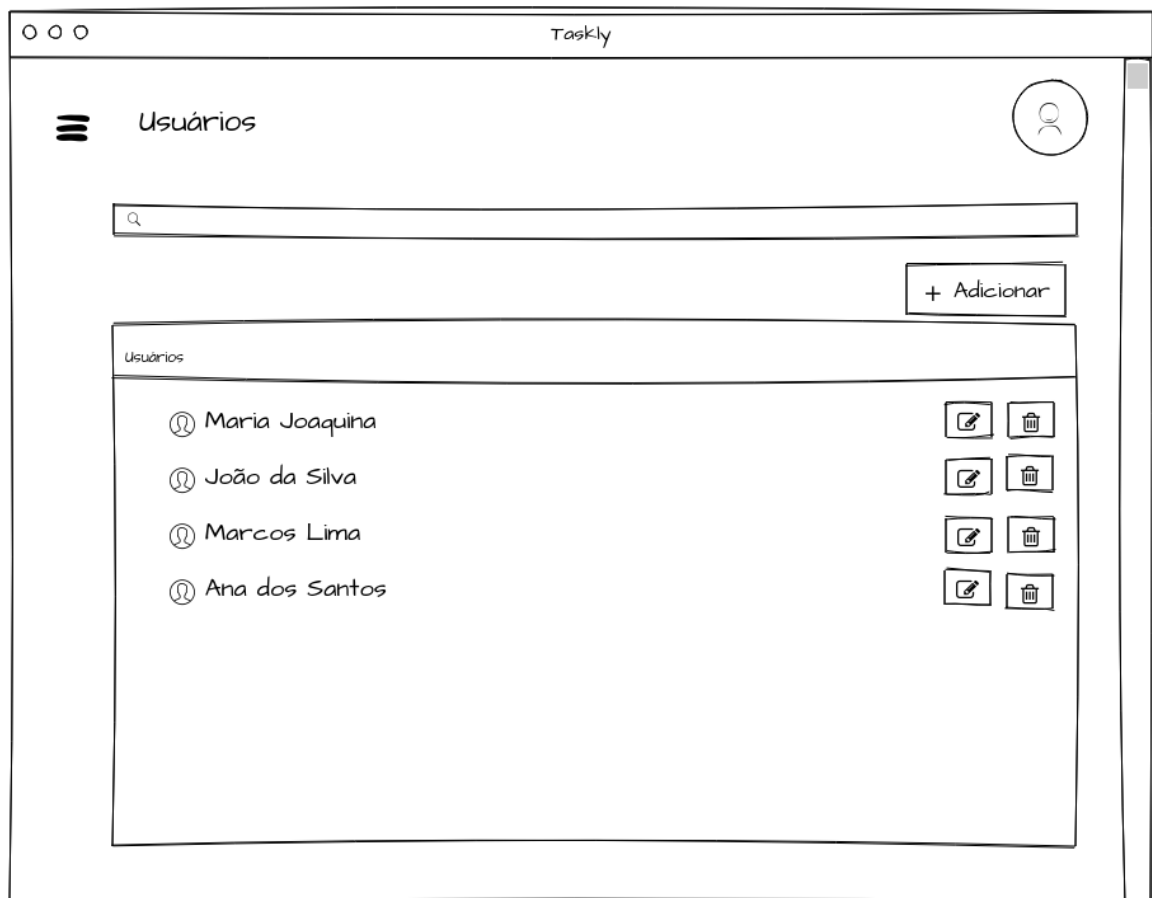 Taskly
Usuários
+ Adicionar
Usuários
Maria Joaquina
João da Silva
Marcos Lima
Ana dos Santos